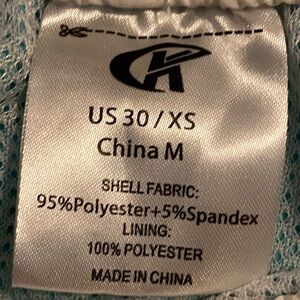 US 30 / XS
China M
SHELL FABRIC:
95%Polyester+5%Spandex
LINING:
100% POLYESTER
MADE IN CHINA